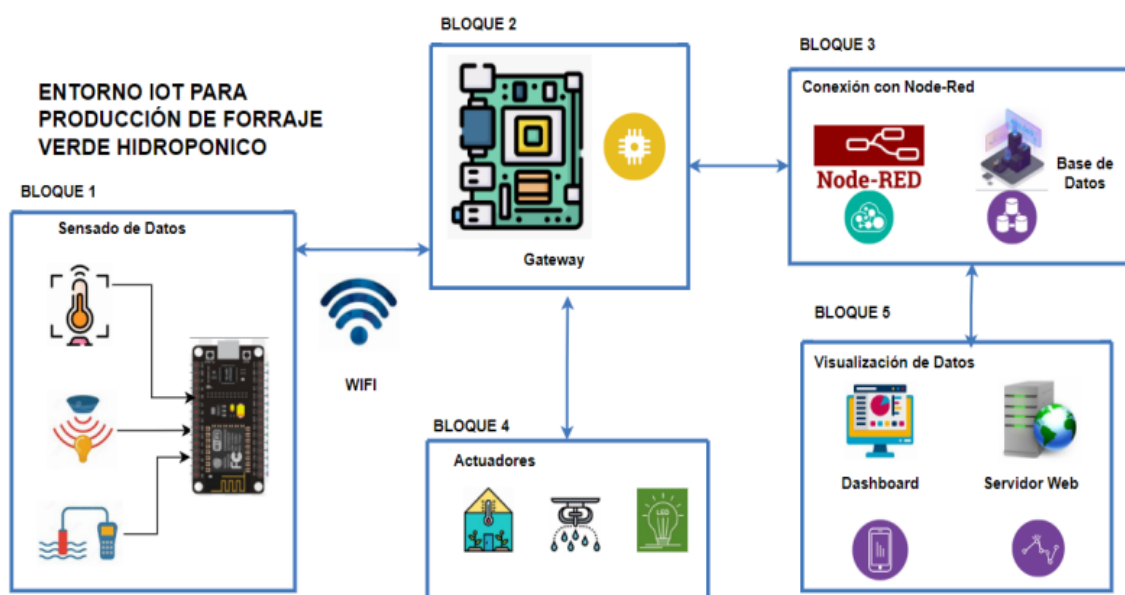 ENTORNO IOT PARA
PRODUCCIÓN DE FORRAJE
VERDE HIDROPONICO
BLOQUE 1
Sensado de Datos
WIFI
BLOQUE 2
Gateway
BLOQUE 3
Conexión con Node-Red
Node-RED
Base de
Datos
BLOQUE 4
Actuadores
LED
BLOQUE 5
Visualización de Datos
Dashboard
Servidor Web